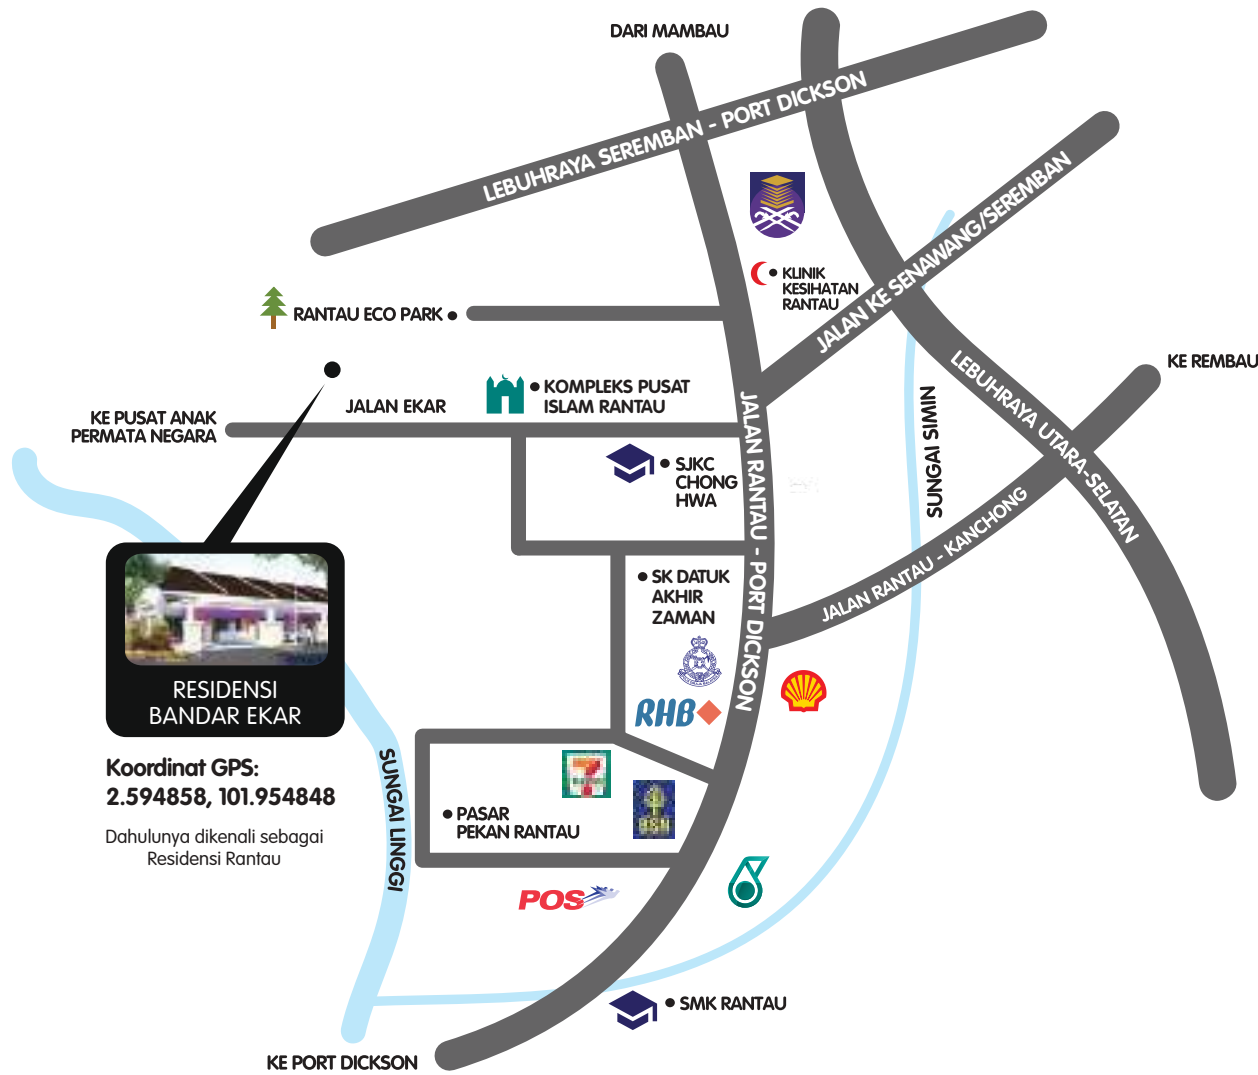 DARI MAMBAU
LEBUHRAYA SEREMBAN - PORT DICKSON
JALAN KE SENAWANG/SEREMBAN
KLINIK
KESIHATAN
RANTAU
RANTAU ECO PARK
KE REMBAU
LEBUHRAYA UTARA-SELATAN
KOMPLEKS PUSAT
ISLAM RANTAU
JALAN EKAR
KE PUSAT ANAK
PERMATA NEGARA
JALAN RANTAU - PORT DICKSON
SUNGAI SIMIN
SJKC
CHONG
HWA
JALAN RANTAU - KANCHONG
SK DATUK
AKHIR
ZAMAN
RHB
RESIDENSI
BANDAR EKAR
Koordinat GPS:
2.594858, 101.954848
Dahulunya dikenali sebagai
Residensi Rantau
SUNGAI LINGGI
7
BSN
PASAR
PEKAN RANTAU
POS
SMK RANTAU
KE PORT DICKSON